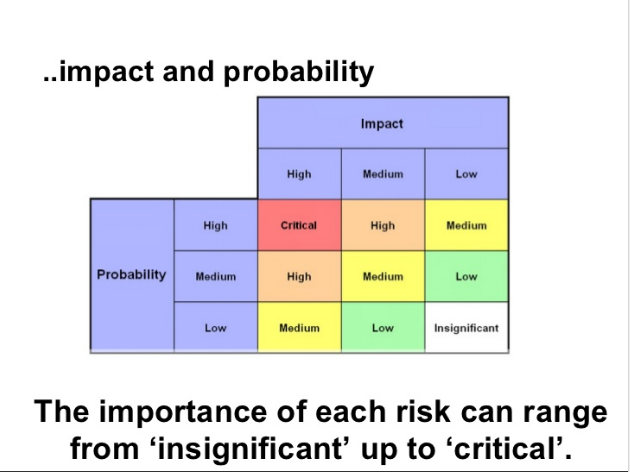 ..impact and probability
Impact
High Medium Low
High Critical High Medium
Probability Medium High Medium Low
Low Medium Low Insignificant
The importance of each risk can range
from ‘insignificant’ up to ‘critical’.